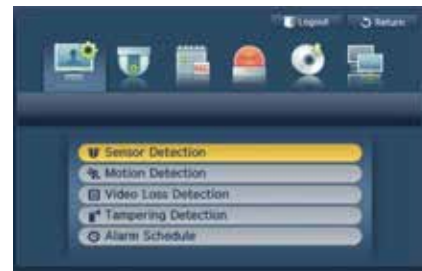 Logout Return
Sensor Detection
Motion Detection
Video Loss Detection
Tampering Detection
Alarm Schedule